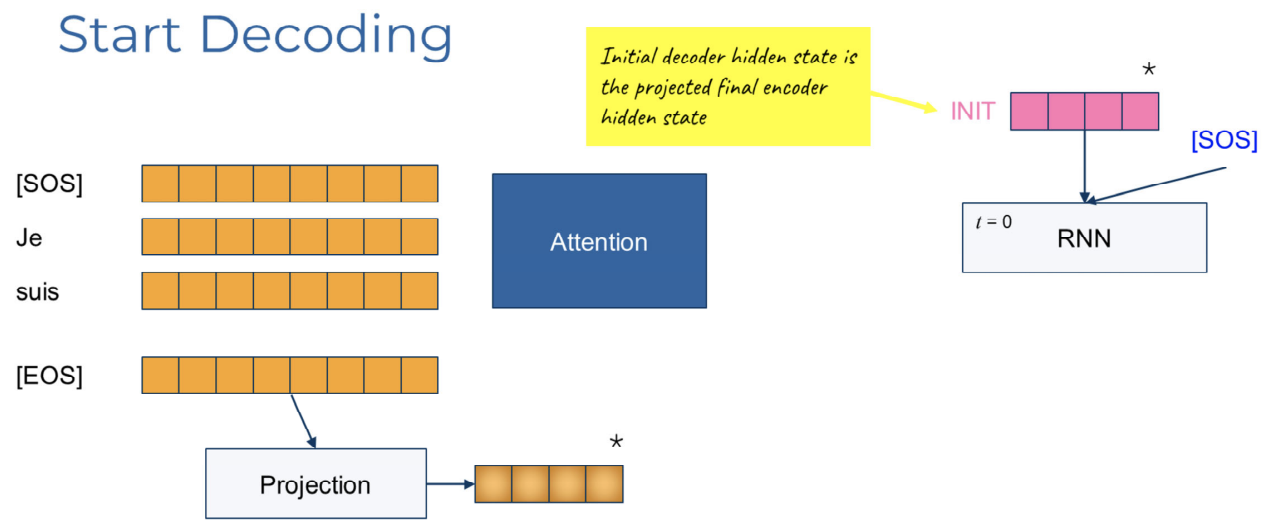 Start Decoding
Initial decoder hidden state is
the projected final encoder
hidden state
*
INIT
[SOS]
t = 0
RNN
[SOS]
Je
suis
[EOS]
Attention
Projection
*